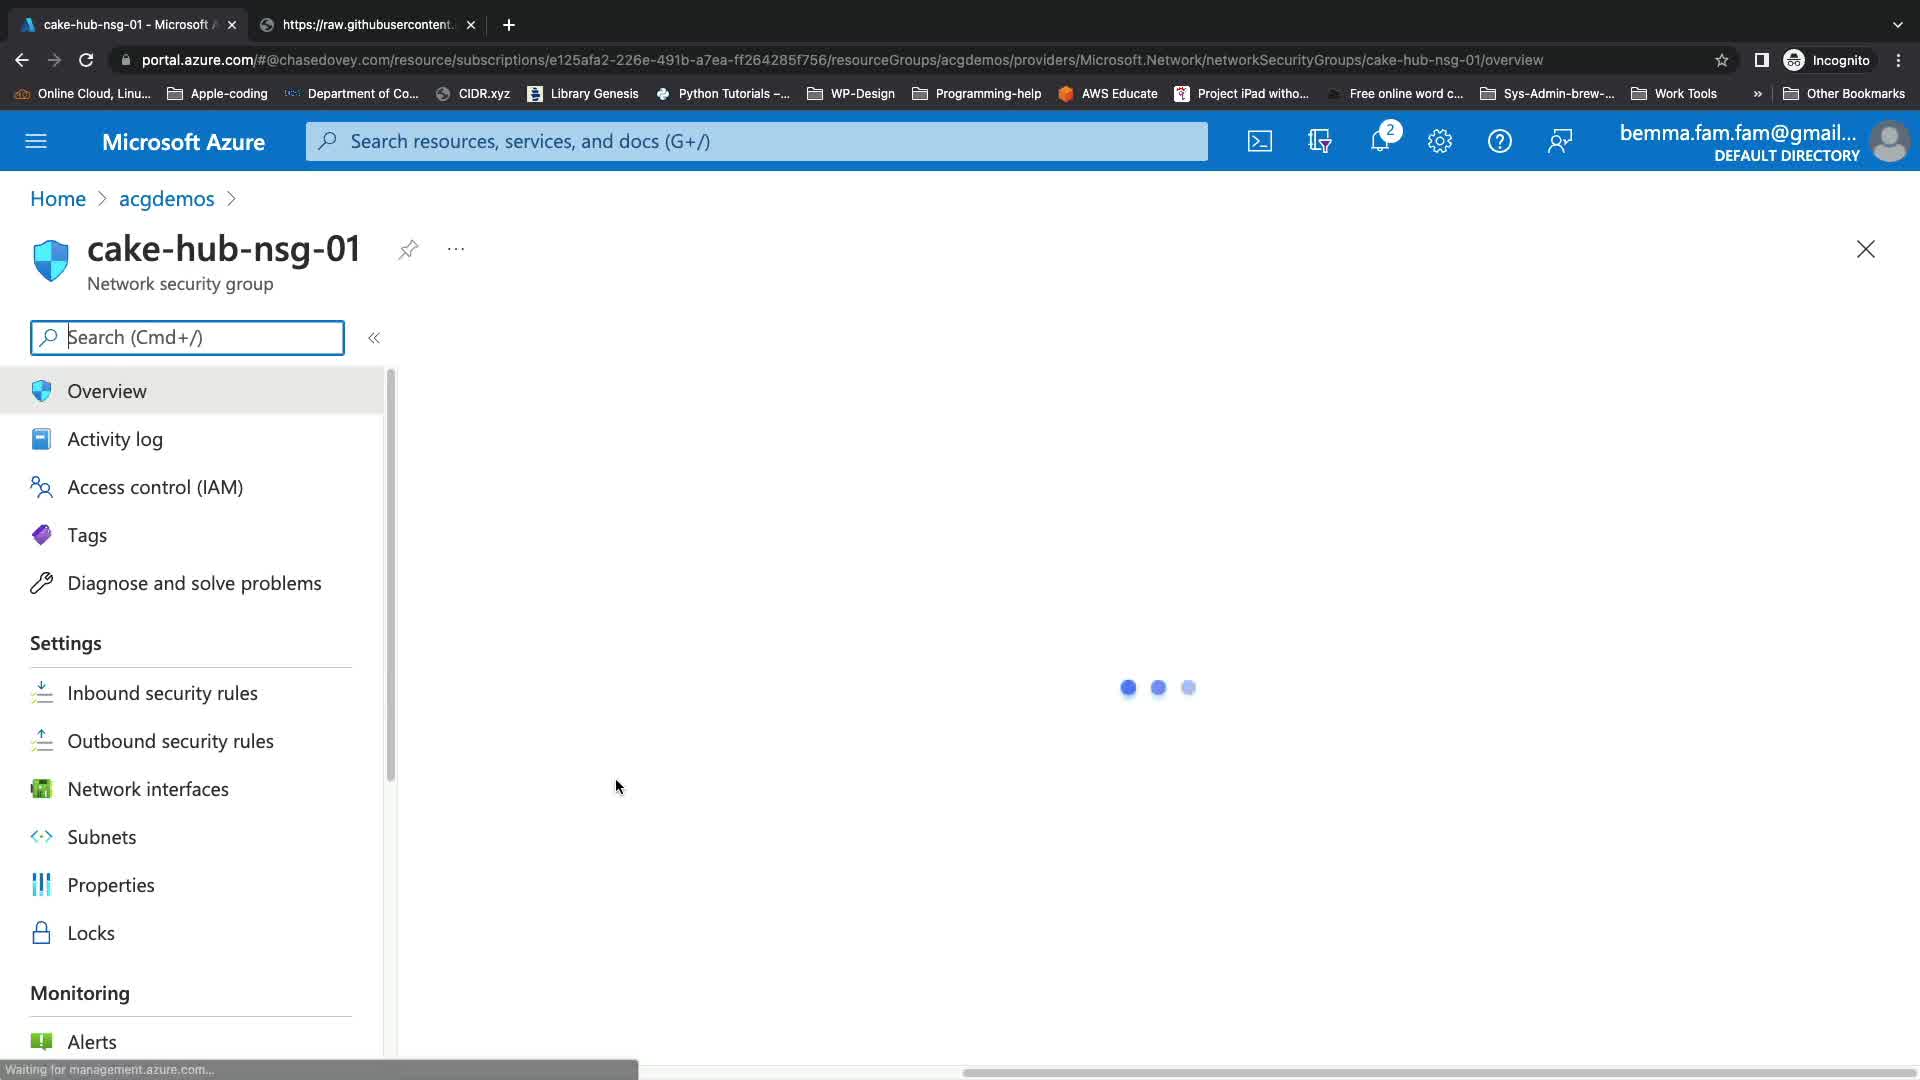 cake-hub-nsg-01 - Microsoft A
https://raw.githubusercontent.
portal.azure.com/#@chasedovey.com/resource/subscriptions/e125afa2-226e-491b-a7ea-ff264285f756/resourceGroups/acgdemos/providers/Microsoft.Network/networkSecurityGroups/cake-hub-nsg-01/overview
Incognito
Online Cloud, Linu... Apple-coding Department of Co... CIDR.xyz Library Genesis Python Tutorials –... WP-Design Programming-help AWS Educate Project iPad witho... Free online word c... Sys-Admin-brew-... Work Tools » Other Bookmarks
Microsoft Azure
Search resources, services, and docs (G+/)
2
bemma.fam.fam@gmail...
DEFAULT DIRECTORY
Home > acgdemos >
cake-hub-nsg-01 ...
Network security group
Search (Cmd+/) «
Overview
Activity log
Access control (IAM)
Tags
Diagnose and solve problems
Settings
Inbound security rules
Outbound security rules
Network interfaces
Subnets
Properties
Locks
Monitoring
Alerts
Waiting for management.azure.com...